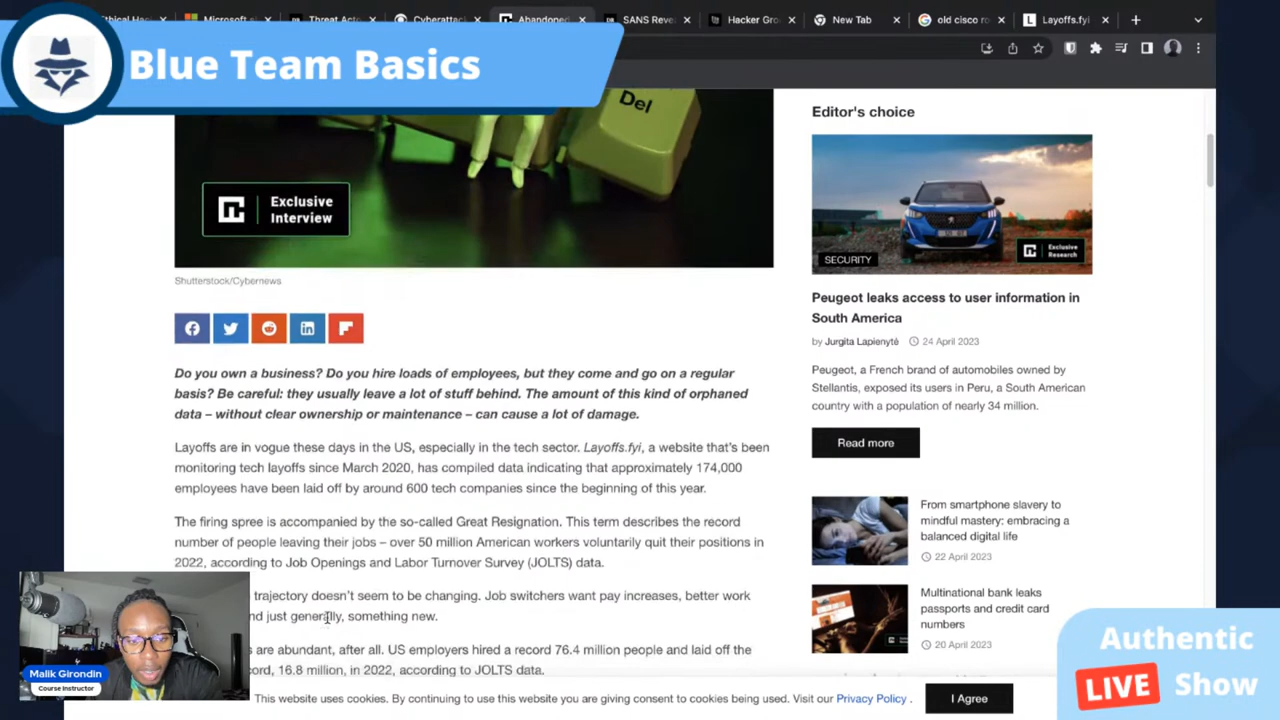 Ethical Hac
Microsoft s
Threat Acto
Cyberattac
Abandoned
SANS Reve
Hacker Gro
New Tab
old cisco ro
Layoffs.fyi
Blue Team Basics
Del
Exclusive
Interview
Shutterstock/Cybernews
Do you own a business? Do you hire loads of employees, but they come and go on a regular
basis? Be careful: they usually leave a lot of stuff behind. The amount of this kind of orphaned
data – without clear ownership or maintenance – can cause a lot of damage.
Layoffs are in vogue these days in the US, especially in the tech sector. Layoffs.fyi, a website that's been
monitoring tech layoffs since March 2020, has compiled data indicating that approximately 174,000
employees have been laid off by around 600 tech companies since the beginning of this year.
The firing spree is accompanied by the so-called Great Resignation. This term describes the record
number of people leaving their jobs – over 50 million American workers voluntarily quit their positions in
2022, according to Job Openings and Labor Turnover Survey (JOLTS) data.
trajectory doesn't seem to be changing. Job switchers want pay increases, better work
nd just generally, something new.
s are abundant, after all. US employers hired a record 76.4 million people and laid off the
ord, 16.8 million, in 2022, according to JOLTS data.
Editor's choice
SECURITY
Exclusive
Research
Peugeot leaks access to user information in
South America
by Jurgita Lapienytė 24 April 2023
Peugeot, a French brand of automobiles owned by
Stellantis, exposed its users in Peru, a South American
country with a population of nearly 34 million.
Read more
From smartphone slavery to
mindful mastery: embracing a
balanced digital life
22 April 2023
Multinational bank leaks
passports and credit card
numbers
20 April 2023
Malik Girondin
Course Instructor
This website uses cookies. By continuing to use this website you are giving consent to cookies being used. Visit our Privacy Policy .
I Agree
Authentic
LIVE Show